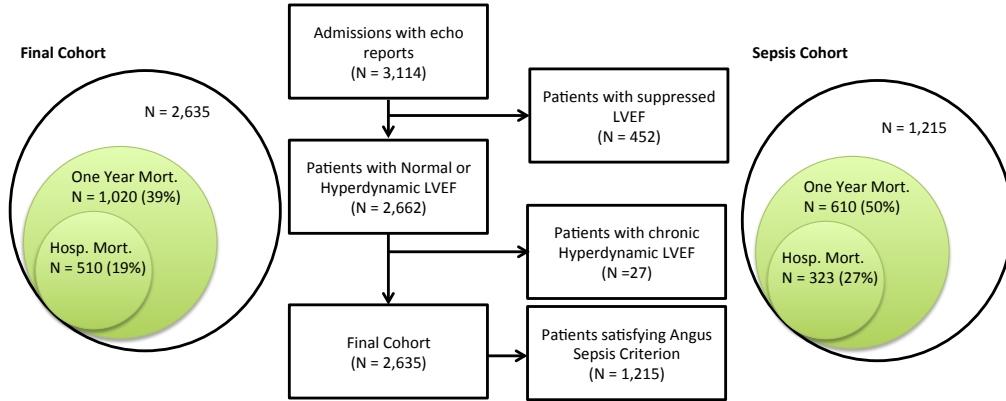 Final Cohort
N = 2,635
One Year Mort.
N = 1,020 (39%)
Hosp. Mort.
N = 510 (19%)
Admissions with echo
reports
(N = 3,114)
Patients with suppressed
LVEF
(N = 452)
Patients with Normal or
Hyperdynamic LVEF
(N = 2,662)
Patients with chronic
Hyperdynamic LVEF
(N =27)
Final Cohort
(N = 2,635)
Patients satisfying Angus
Sepsis Criterion
(N = 1,215)
Sepsis Cohort
N = 1,215
One Year Mort.
N = 610 (50%)
Hosp. Mort.
N = 323 (27%)